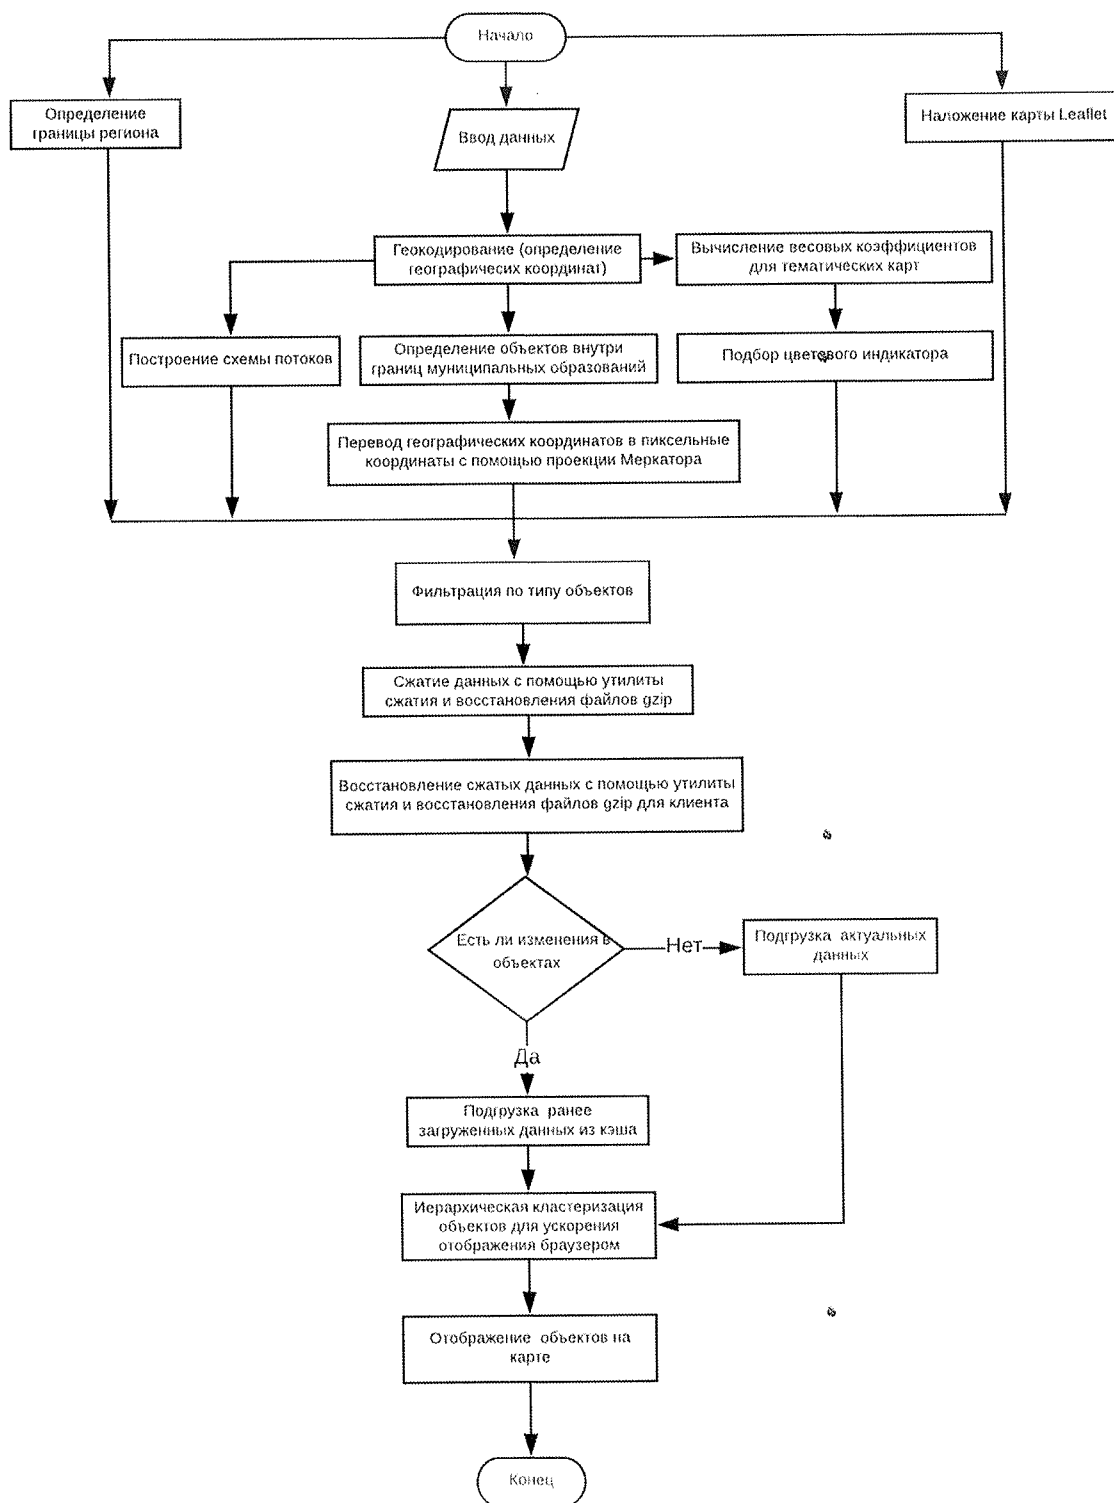 Начало
Определение
границы региона
Ввод данных
Наложение карты Leaflet
Геокодирование (определение
географичесих координат)
Вычисление весовых коэффициентов
для тематических карт
Построение схемы потоков
Определение объектов внутри
границ муниципальных образований
Подбор цветового индикатора
Перевод географических координатов в пиксельные
координаты с помощью проекции Меркатора
Фильтрация по типу объектов
Сжатие данных с помощью утилиты
сжатия и восстановления файлов gzip
Восстановление сжатых данных с помощью утилиты
сжатия и восстановления файлов gzip для клиента
Есть ли изменения в
объектах
Нет
Подгрузка актуальных
данных
Да
Подгрузка ранее
загруженных данных из кэша
Иерархическая кластеризация
объектов для ускорения
отображения браузером
Отображение объектов на
карте
Конец